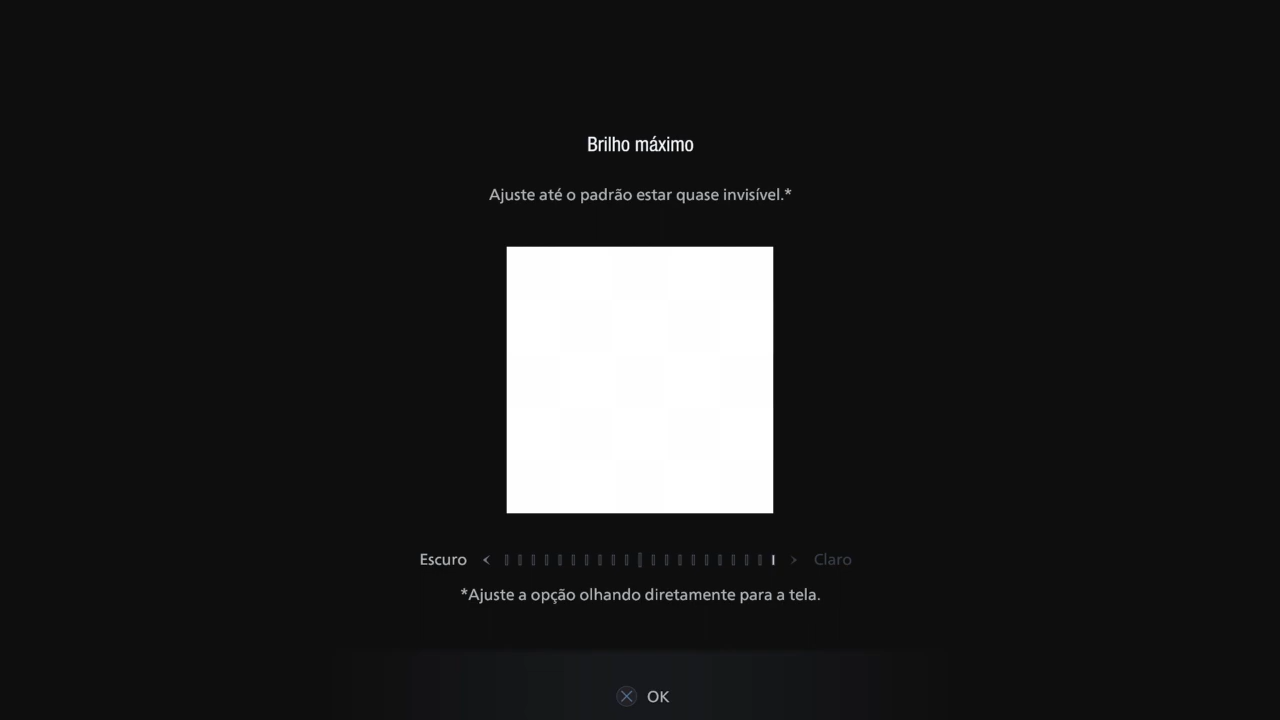 Brilho máximo
Ajuste até o padrão estar quase invisível.*
Escuro < > Claro
*Ajuste a opção olhando diretamente para a tela.
OK